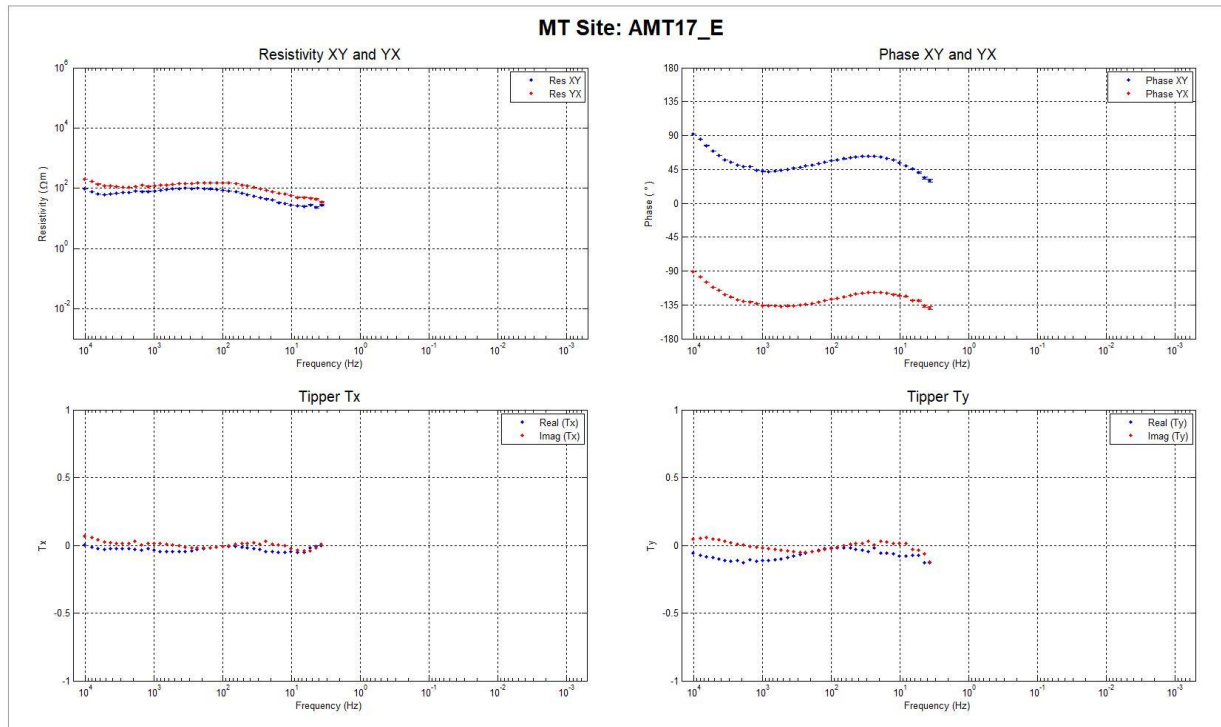 MT Site: AMT17_E
Resistivity XY and YX
10^6
10^4
10^2
10^0
10^-2
Resistivity (Ωm)
Res XY
Res YX
10^4 10^3 10^2 10^1 10^0 10^-1 10^-2 10^-3
Frequency (Hz)
Phase XY and YX
180
135
90
45
0
-45
-90
-135
-180
Phase (°)
Phase XY
Phase YX
10^4 10^3 10^2 10^1 10^0 10^-1 10^-2 10^-3
Frequency (Hz)
Tipper Tx
1
0.5
0
-0.5
-1
Tx
Real (Tx)
Imag (Tx)
10^4 10^3 10^2 10^1 10^0 10^-1 10^-2 10^-3
Frequency (Hz)
Tipper Ty
1
0.5
0
-0.5
-1
Ty
Real (Ty)
Imag (Ty)
10^4 10^3 10^2 10^1 10^0 10^-1 10^-2 10^-3
Frequency (Hz)